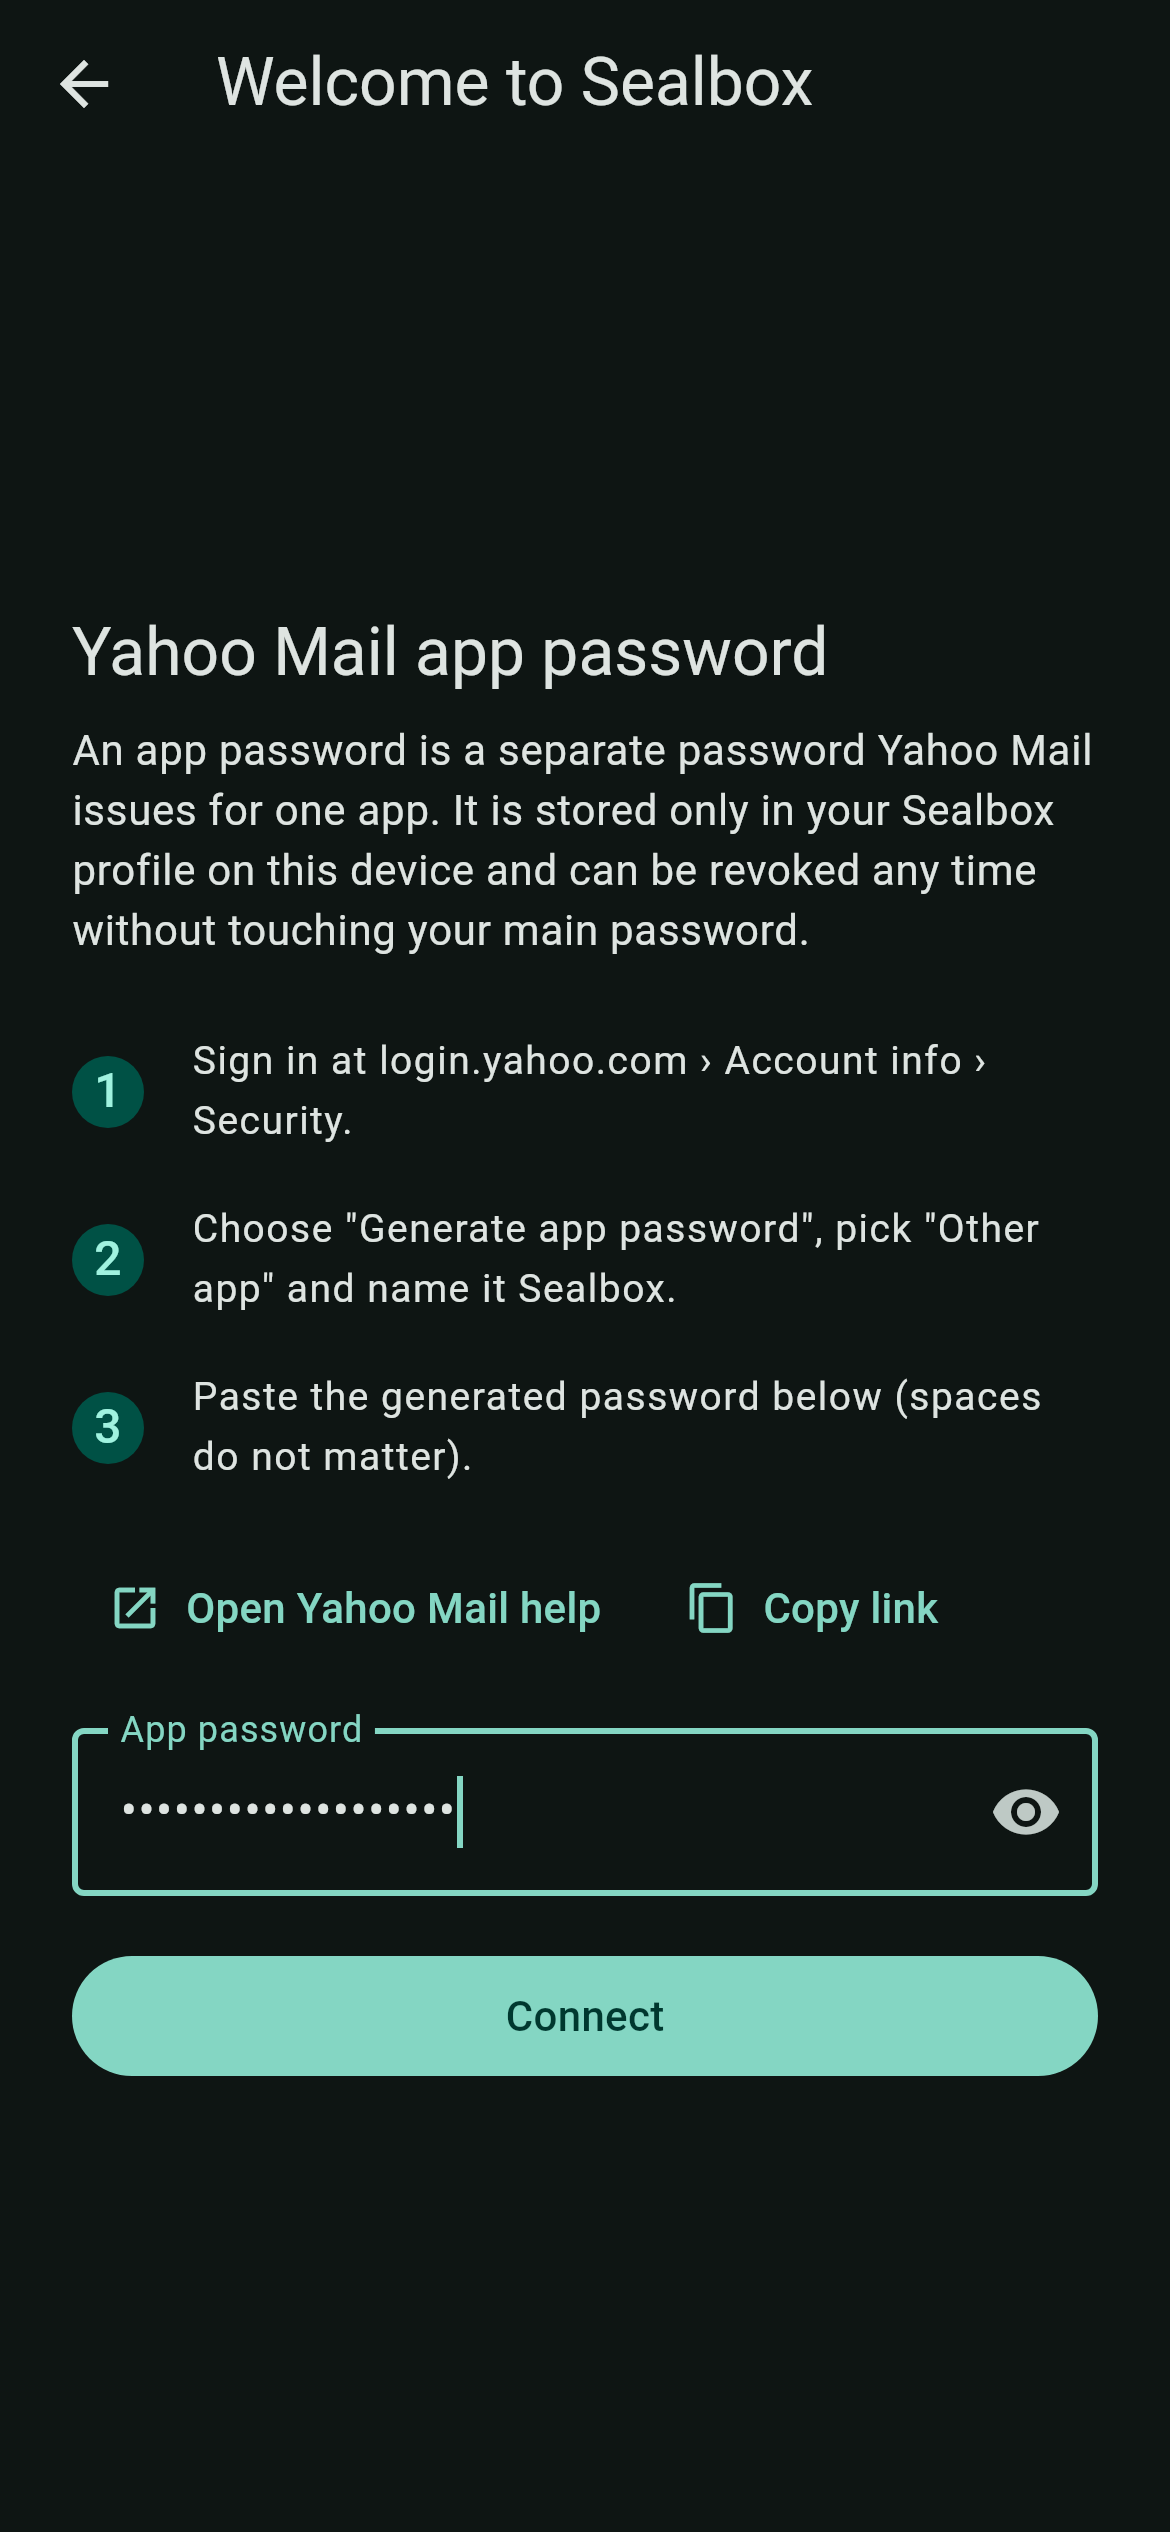 Welcome to Sealbox
Yahoo Mail app password
An app password is a separate password Yahoo Mail
issues for one app. It is stored only in your Sealbox
profile on this device and can be revoked any time
without touching your main password.
1
Sign in at login.yahoo.com › Account info ›
Security.
2
Choose "Generate app password", pick "Other
app" and name it Sealbox.
3
Paste the generated password below (spaces
do not matter).
Open Yahoo Mail help
Copy link
App password
•••••••••••••••••••
Connect